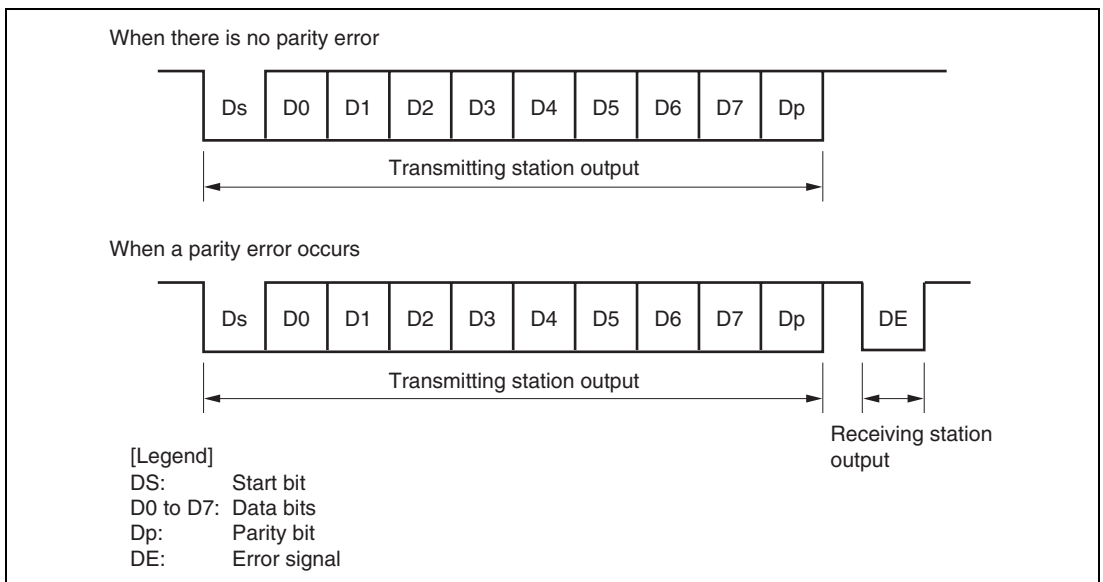 When there is no parity error
Ds D0 D1 D2 D3 D4 D5 D6 D7 Dp
Transmitting station output
When a parity error occurs
Ds D0 D1 D2 D3 D4 D5 D6 D7 Dp DE
Transmitting station output
Receiving station
output
[Legend]
DS: Start bit
D0 to D7: Data bits
Dp: Parity bit
DE: Error signal